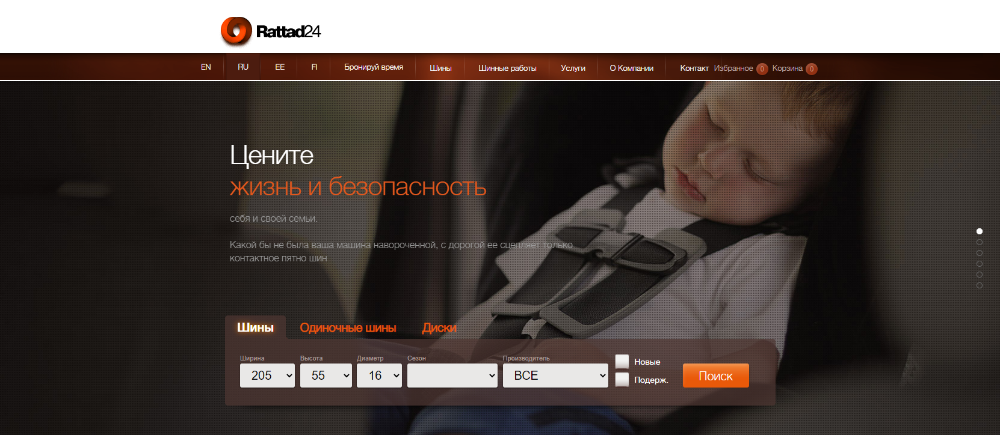 Rattad24
EN RU EE FI Бронируй время Шины Шинные работы Услуги О Компании Контакт Избранное 0 Корзина 0
Цените
жизнь и безопасность
себя и своей семьи.
Какой бы не была ваша машина навороченной, с дорогой ее сцепляет только
контактное пятно шин
Шины Одиночные шины Диски
Ширина Высота Диаметр Сезон Производитель
205 55 16 ВСЕ
Новые
Подерж.
Поиск